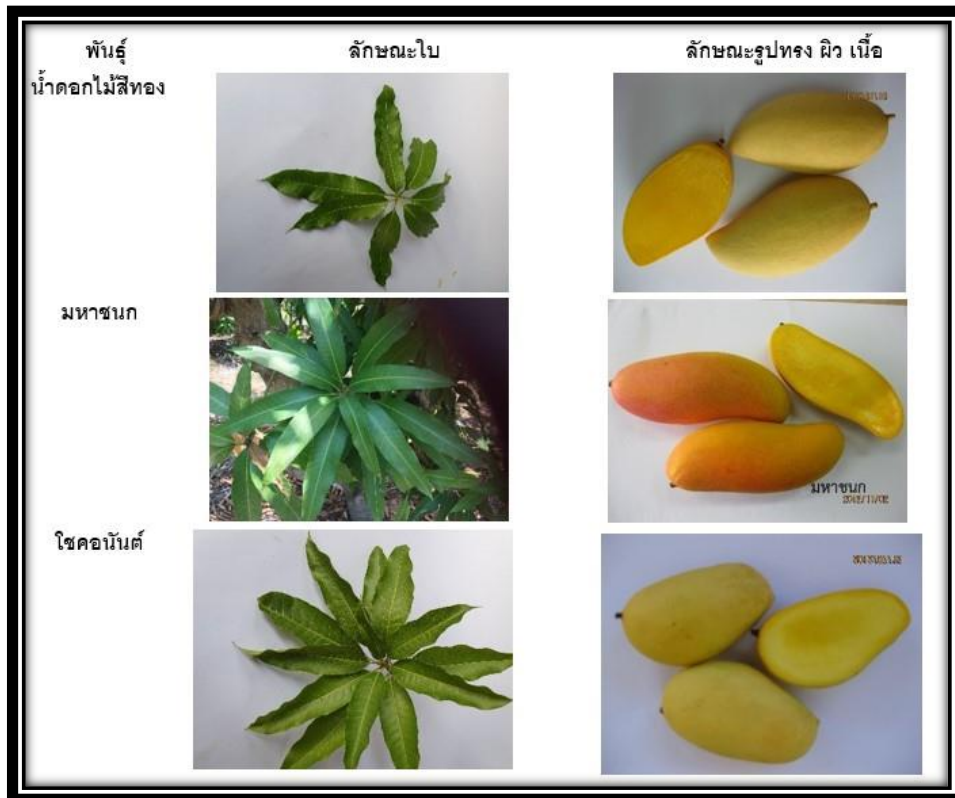 พันธุ์ ลักษณะใบ ลักษณะรูปทรง ผิว เนื้อ
น้ำดอกไม้สีทอง
มหาชนก
มหาชนก
โชคอนันต์